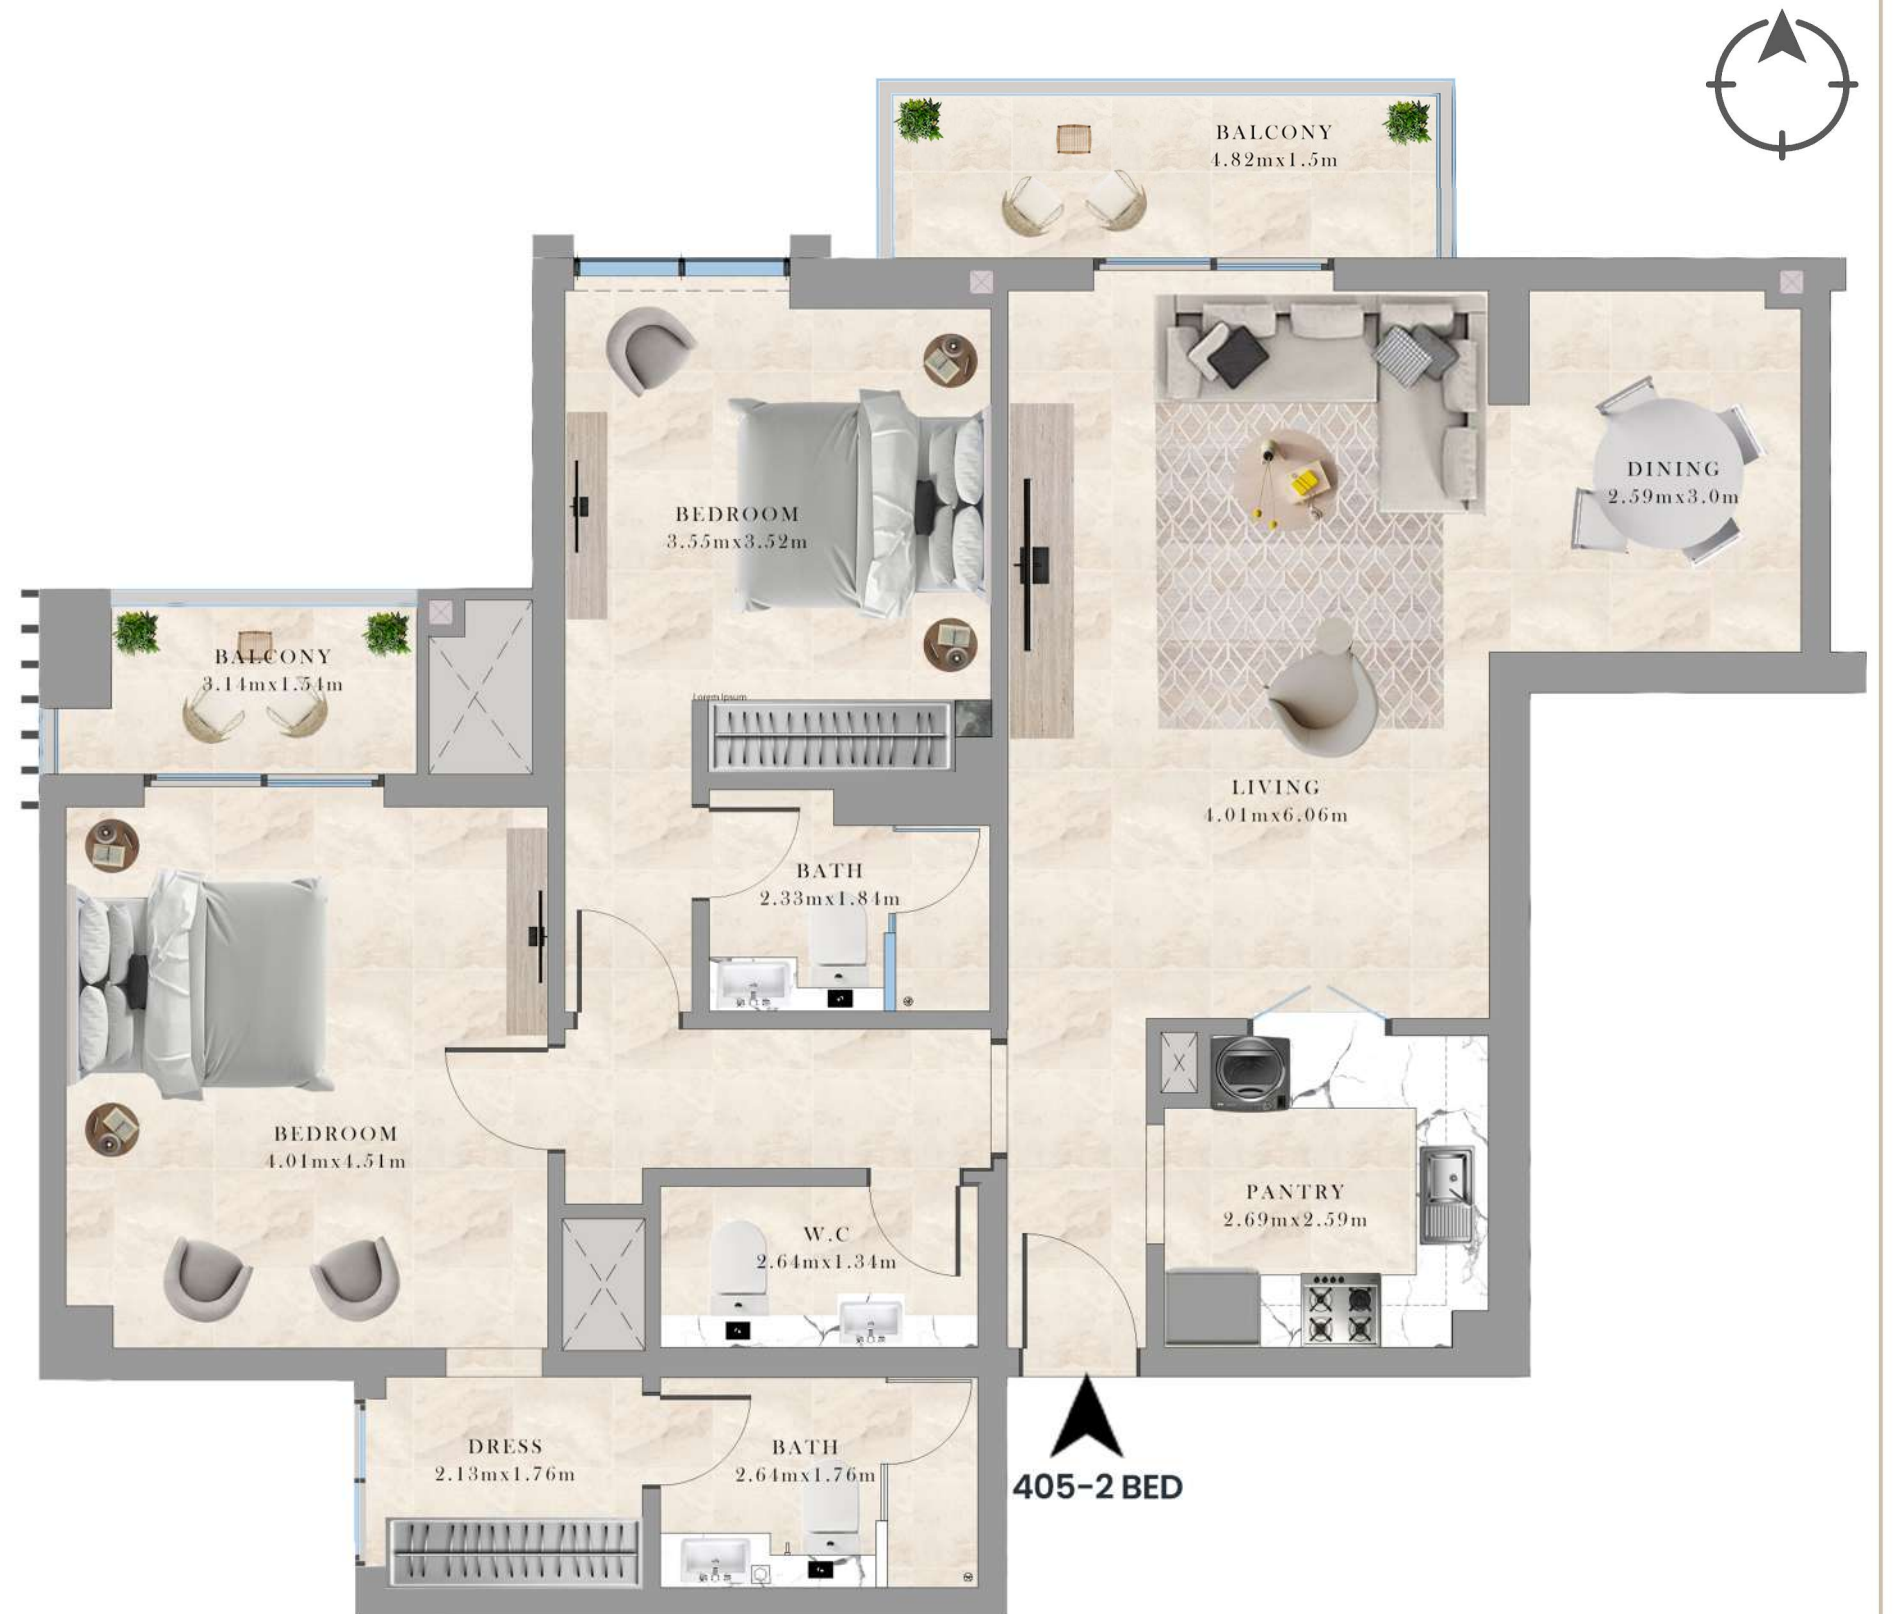 BALCONY
4.82mx1.5m
DINING
2.59mx3.0m
BEDROOM
3.55mx3.52m
BALCONY
3.14mx1.54m
Lorem Ipsum
LIVING
4.01mx6.06m
BATH
2.33mx1.84m
BEDROOM
4.01mx4.51m
PANTRY
2.69mx2.59m
W.C
2.64mx1.34m
DRESS
2.13mx1.76m
BATH
2.64mx1.76m
405-2 BED